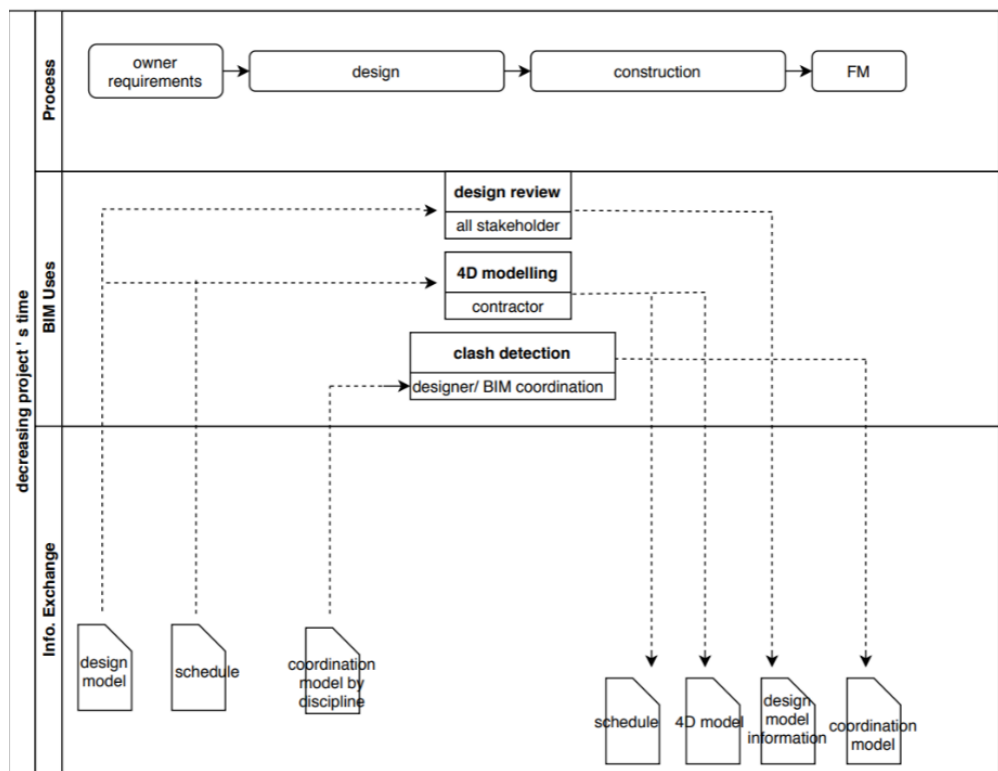 decreasing project ' s time
Process
owner
requirements
design
construction
FM
BIM Uses
design review
all stakeholder
4D modelling
contractor
clash detection
designer/ BIM coordination
Info. Exchange
design
model
schedule
coordination
model by
discipline
schedule
4D model
design
model
information
coordination
model